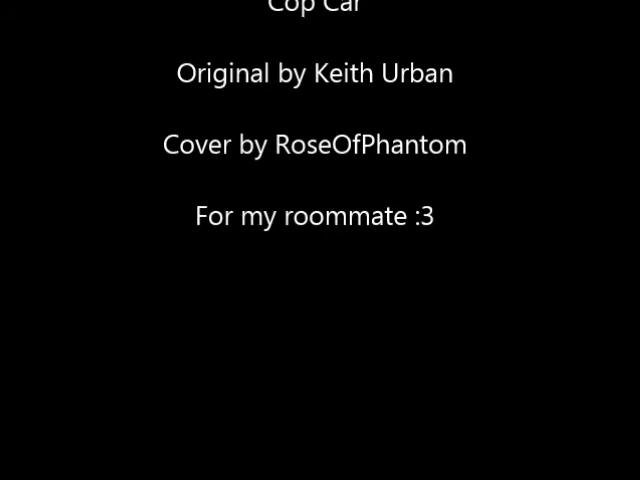 Cop Car
Original by Keith Urban
Cover by RoseOfPhantom
For my roommate :3